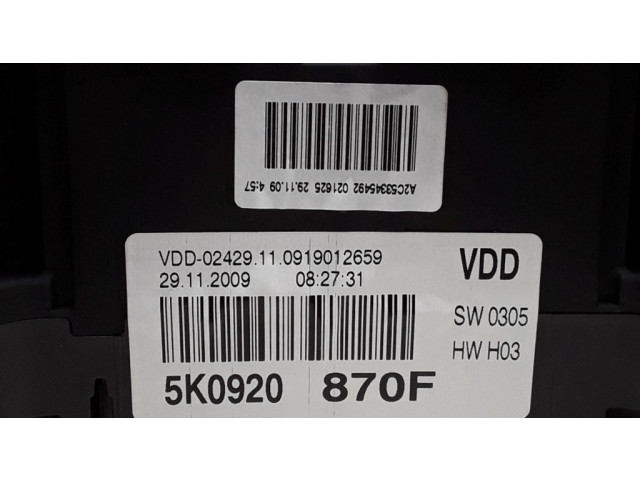 A2C53345492 021625 29.11.09 4:57
VDD-02429.11.0919012659
29.11.2009 08:27:31
VDD
SW 0305
HW H03
5K0920 870F